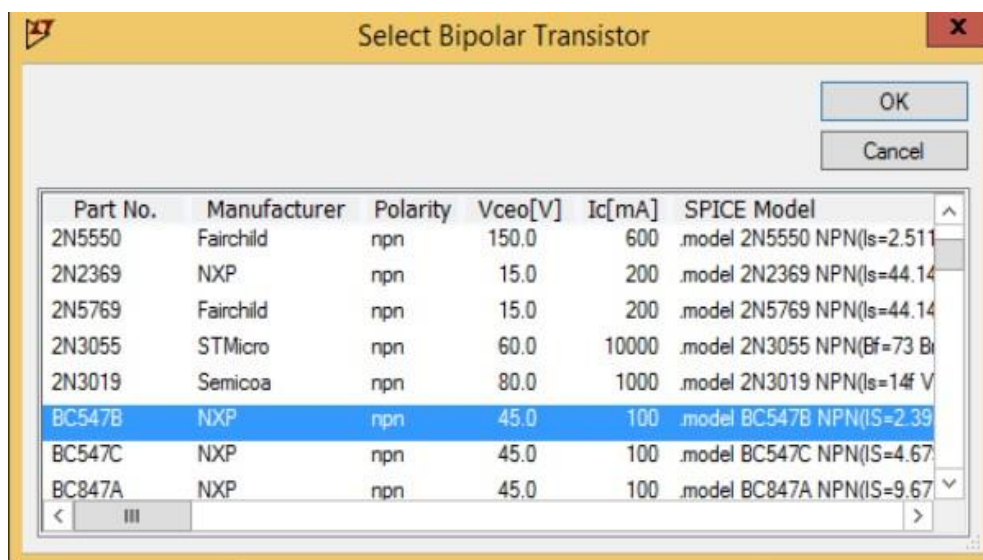 Select Bipolar Transistor
x
OK
Cancel
Part No. Manufacturer Polarity Vceo[V] Ic[mA] SPICE Model
2N5550 Fairchild npn 150.0 600 .model 2N5550 NPN(Is=2.511
2N2369 NXP npn 15.0 200 .model 2N2369 NPN(Is=44.14
2N5769 Fairchild npn 15.0 200 .model 2N5769 NPN(Is=44.14
2N3055 STMicro npn 60.0 10000 .model 2N3055 NPN(Bf=73
2N3019 Semicoa npn 80.0 1000 .model 2N3019 NPN(Is=14f V
BC547B NXP npn 45.0 100 .model BC547B NPN(IS=2.39
BC547C NXP npn 45.0 100 .model BC547C NPN(IS=4.67
BC847A NXP npn 45.0 100 .model BC847A NPN(IS=9.67